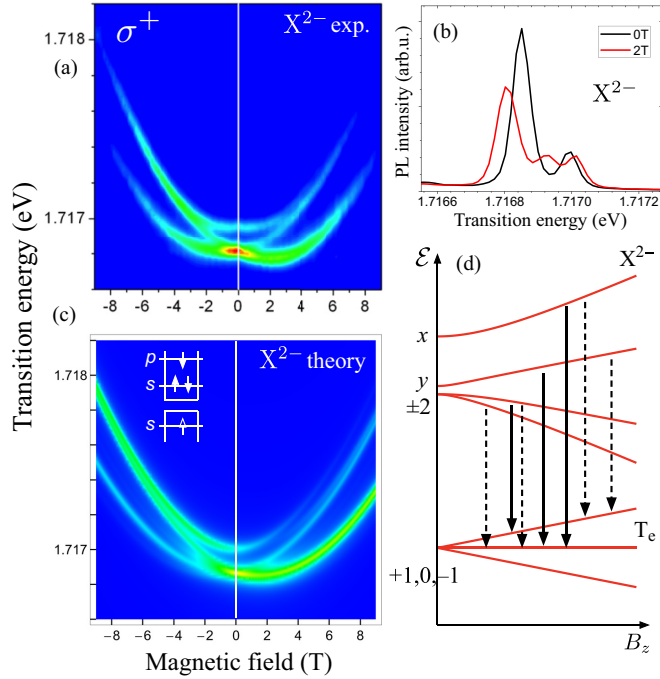 σ+ X2− exp.
(a)
1.718
1.717
−8 −6 −4 −2 0 2 4 6 8
(b)
0T
2T
X2−
PL intensity (arb.u.)
1.7166 1.7168 1.7170 1.7172
Transition energy (eV)
Transition energy (eV)
(c)
X2− theory
p
s
s
1.718
1.717
−8 −6 −4 −2 0 2 4 6 8
Magnetic field (T)
(d)
ℰ
X2−
x
y
±2
Te
+1,0,−1
Bz